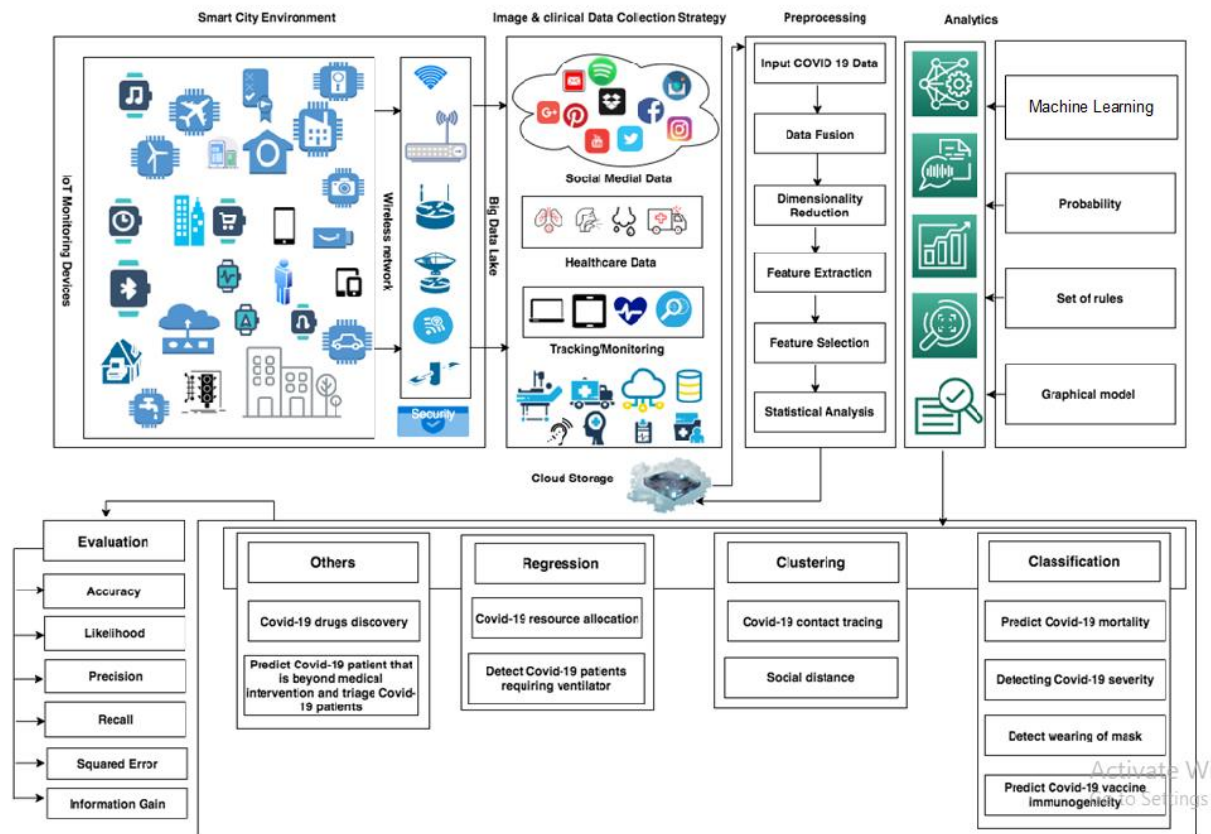 Smart City Environment
Image & clinical Data Collection Strategy
Preprocessing
Analytics
IoT Monitoring Devices
Wireless network
Security
Big Data Lake
Social Medial Data
Healthcare Data
Tracking/Monitoring
Input COVID 19 Data
Data Fusion
Dimensionality
Reduction
Feature Extraction
Feature Selection
Statistical Analysis
Machine Learning
Probability
Set of rules
Graphical model
Cloud Storage
Evaluation
Accuracy
Likelihood
Precision
Recall
Squared Error
Information Gain
Others
Covid-19 drugs discovery
Predict Covid-19 patient that
is beyond medical
intervention and triage Covid-
19 patients
Regression
Covid-19 resource allocation
Detect Covid-19 patients
requiring ventilator
Clustering
Covid-19 contact tracing
Social distance
Classification
Predict Covid-19 mortality
Detecting Covid-19 severity
Detect wearing of mask
Predict Covid-19 vaccine
immunogenicity
Activate W
Go to Settings